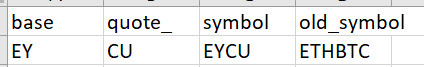 base quote_ symbol old_symbol
EY CU EYCU ETHBTC